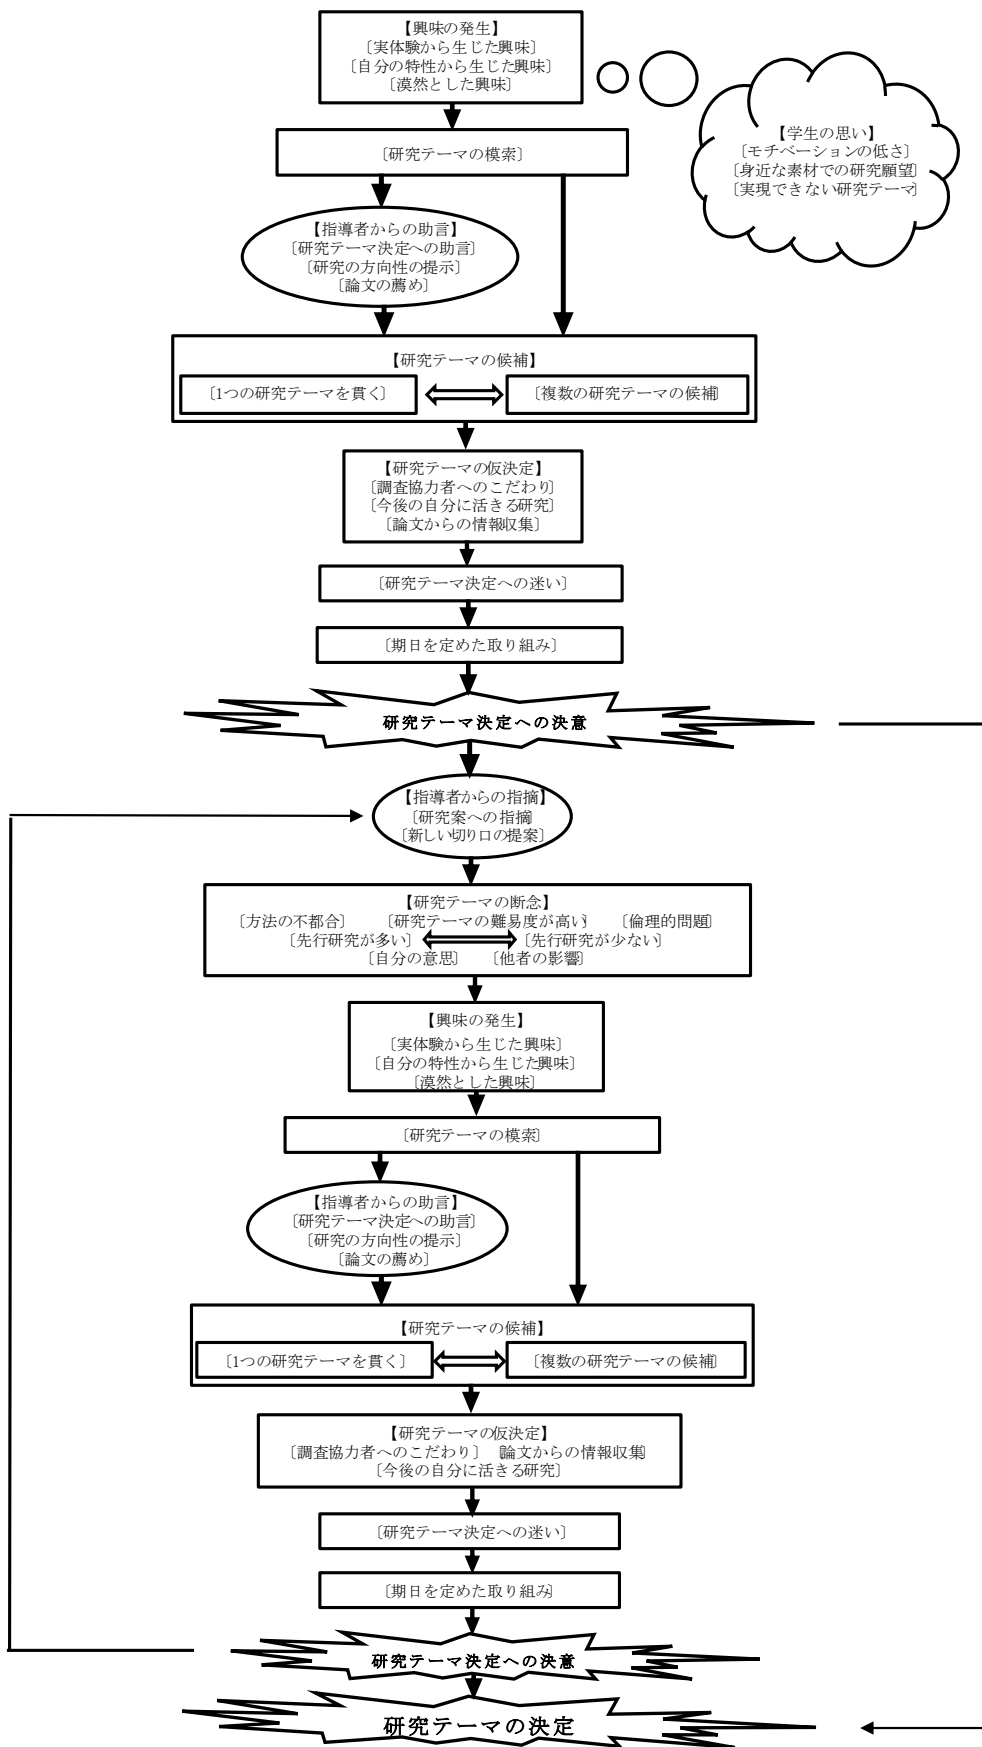 【興味の発生】
〔実体験から生じた興味〕
〔自分の特性から生じた興味〕
〔漠然とした興味〕
【学生の思い】
〔モチベーションの低さ〕
〔身近な素材での研究願望〕
〔実現できない研究テーマ〕
〔研究テーマの模索〕
【指導者からの助言】
〔研究テーマ決定への助言〕
〔研究の方向性の提示〕
〔論文の薦め〕
【研究テーマの候補】
〔1つの研究テーマを貫く〕 〔複数の研究テーマの候補〕
【研究テーマの仮決定】
〔調査協力者へのこだわり〕
〔今後の自分に活きる研究〕
〔論文からの情報収集〕
〔研究テーマ決定への迷い〕
〔期日を定めた取り組み〕
研究テーマ決定への決意
【指導者からの指摘】
〔研究案への指摘〕
〔新しい切り口の提案〕
【研究テーマの断念】
〔方法の不都合〕 〔研究テーマの難易度が高い〕 〔倫理的問題〕
〔先行研究が多い〕 〔先行研究が少ない〕
〔自分の意思〕 〔他者の影響〕
【興味の発生】
〔実体験から生じた興味〕
〔自分の特性から生じた興味〕
〔漠然とした興味〕
〔研究テーマの模索〕
【指導者からの助言】
〔研究テーマ決定への助言〕
〔研究の方向性の提示〕
〔論文の薦め〕
【研究テーマの候補】
〔1つの研究テーマを貫く〕 〔複数の研究テーマの候補〕
【研究テーマの仮決定】
〔調査協力者へのこだわり〕 〔論文からの情報収集〕
〔今後の自分に活きる研究〕
〔研究テーマ決定への迷い〕
〔期日を定めた取り組み〕
研究テーマ決定への決意
研究テーマの決定